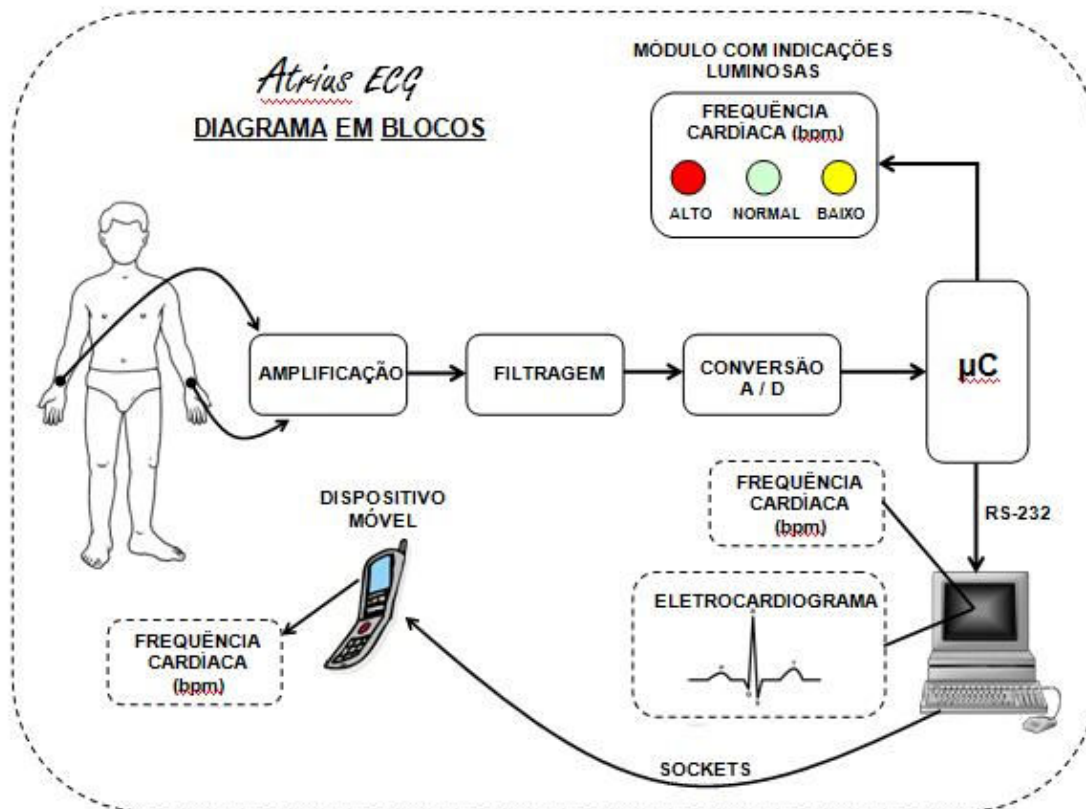 Atrius ECG
DIAGRAMA EM BLOCOS
MÓDULO COM INDICAÇÕES
LUMINOSAS
FREQUÊNCIA
CARDÍACA (bpm)
ALTO NORMAL BAIXO
AMPLIFICAÇÃO
FILTRAGEM
CONVERSÃO
A / D
µC
RS-232
FREQUÊNCIA
CARDÍACA
(bpm)
ELETROCARDIOGRAMA
DISPOSITIVO
MÓVEL
FREQUÊNCIA
CARDÍACA
(bpm)
SOCKETS